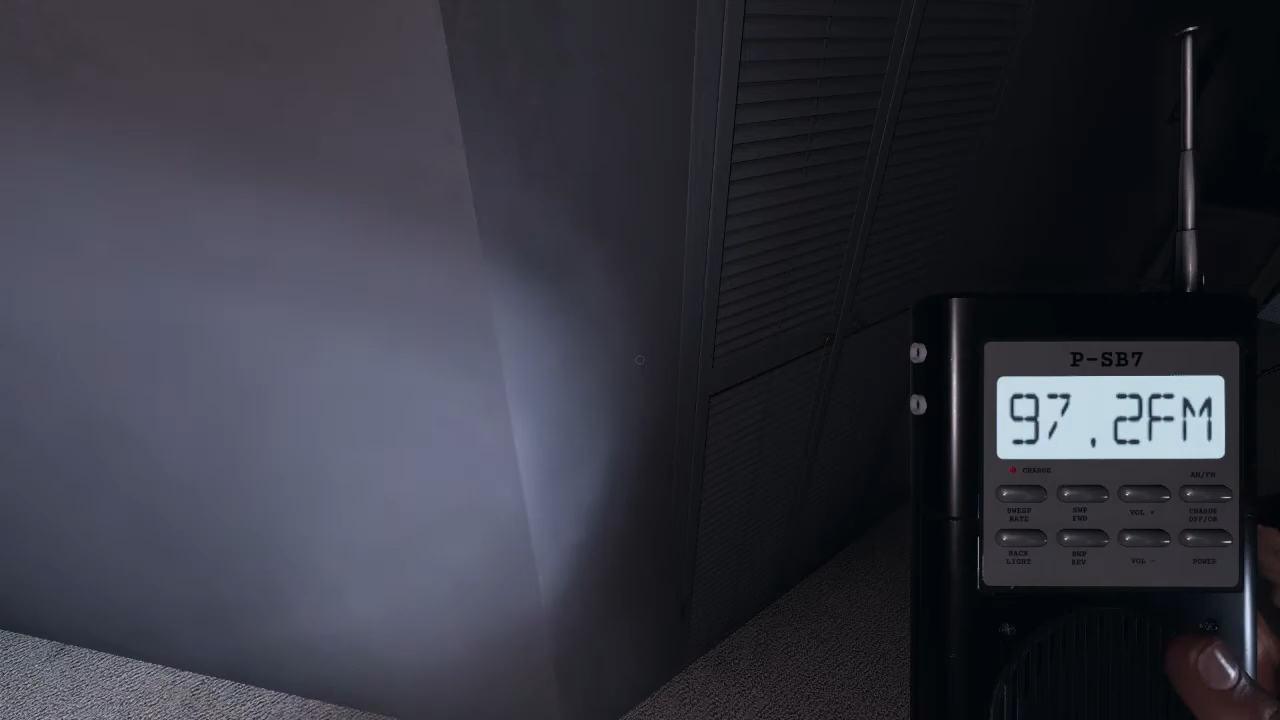 P-SB7
97.2FM
CHARGE
AM/FM
SWEEP RATE
SWP FWD
VOL +
CHARGE OFF/ON
BACK LIGHT
SWP REV
VOL -
POWER